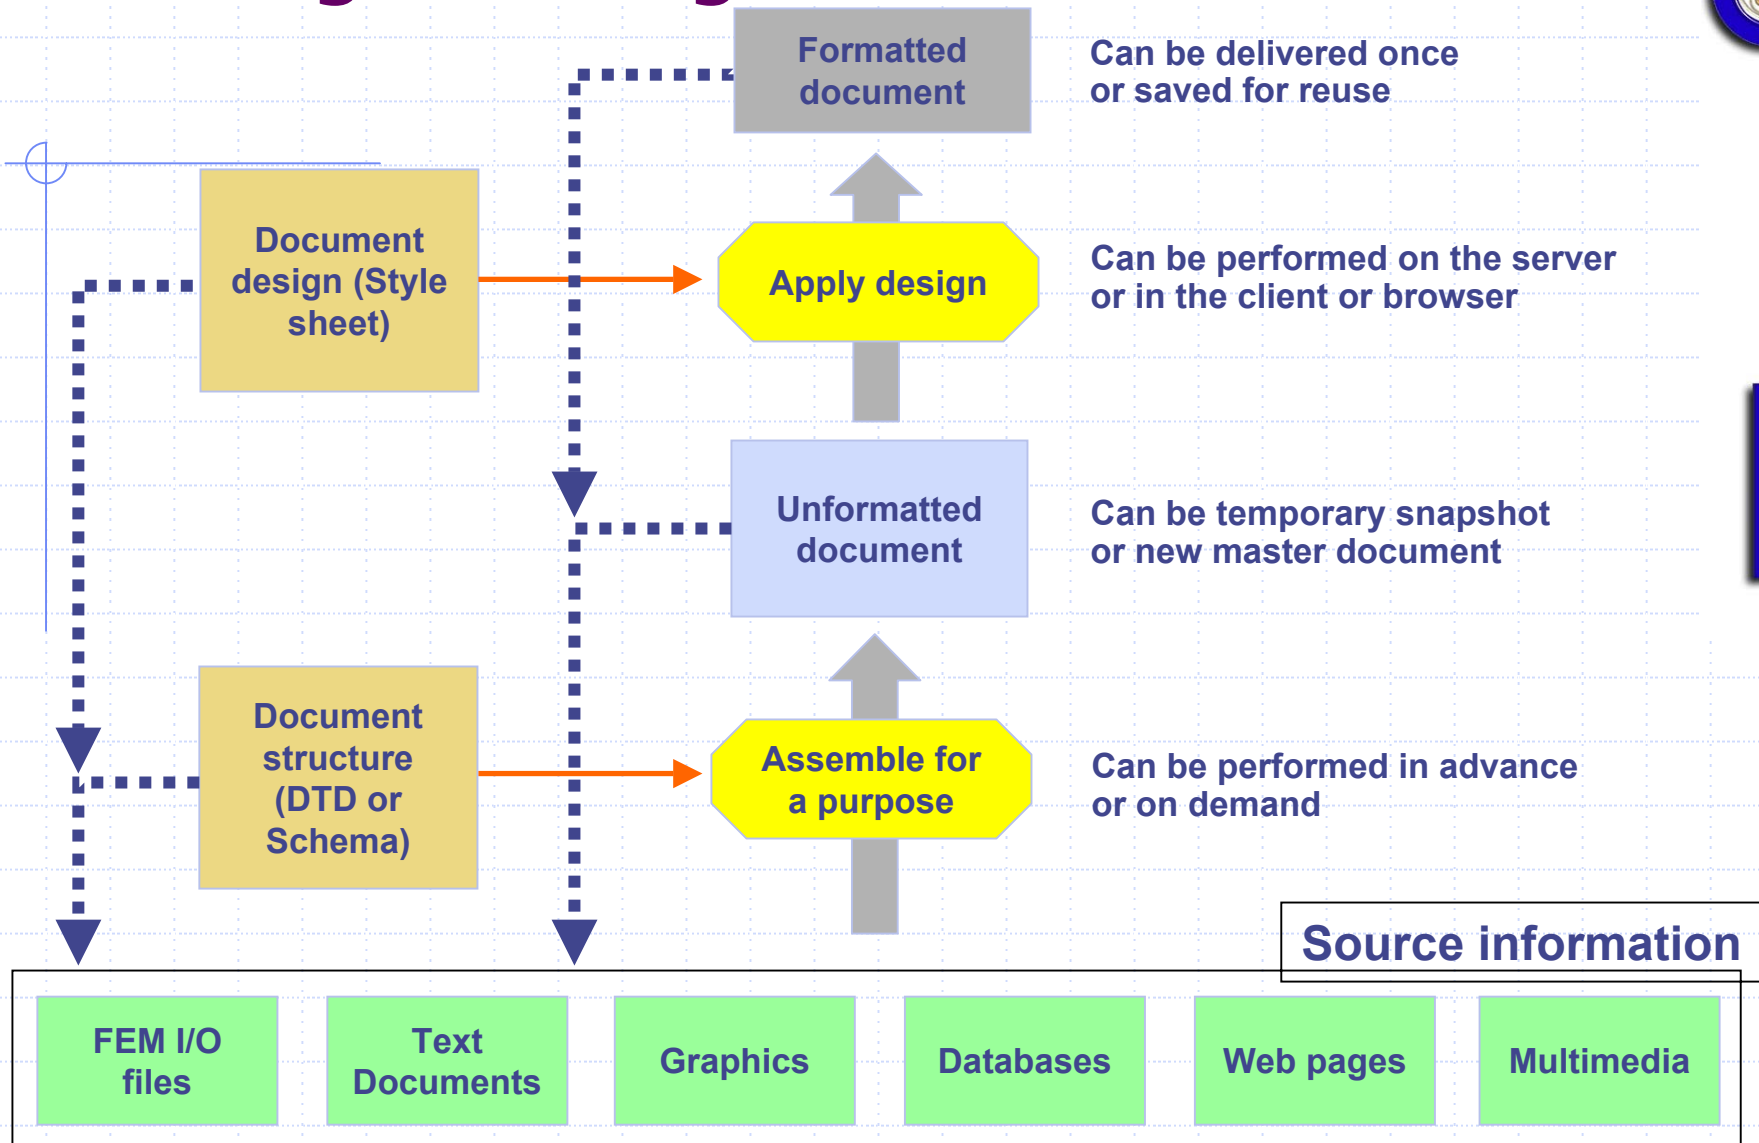 Formatted
document
Can be delivered once
or saved for reuse
Document
design (Style
sheet)
Apply design
Can be performed on the server
or in the client or browser
Unformatted
document
Can be temporary snapshot
or new master document
Document
structure
(DTD or
Schema)
Assemble for
a purpose
Can be performed in advance
or on demand
Source information
FEM I/O
files
Text
Documents
Graphics
Databases
Web pages
Multimedia